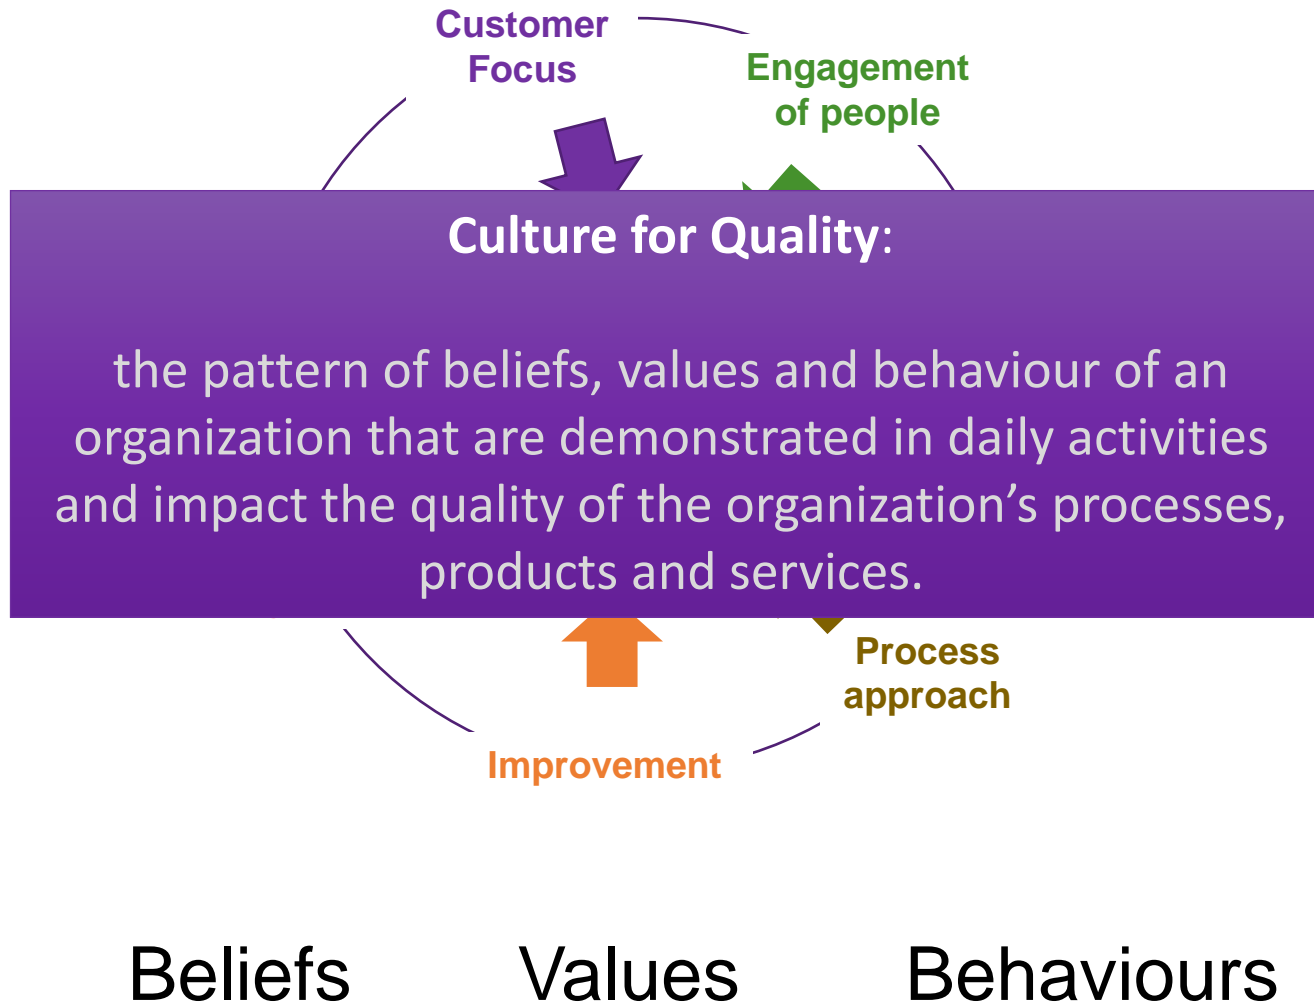 Customer
Focus
Engagement
of people
Culture for Quality:
the pattern of beliefs, values and behaviour of an
organization that are demonstrated in daily activities
and impact the quality of the organization’s processes,
products and services.
Process
approach
Improvement
Beliefs Values Behaviours